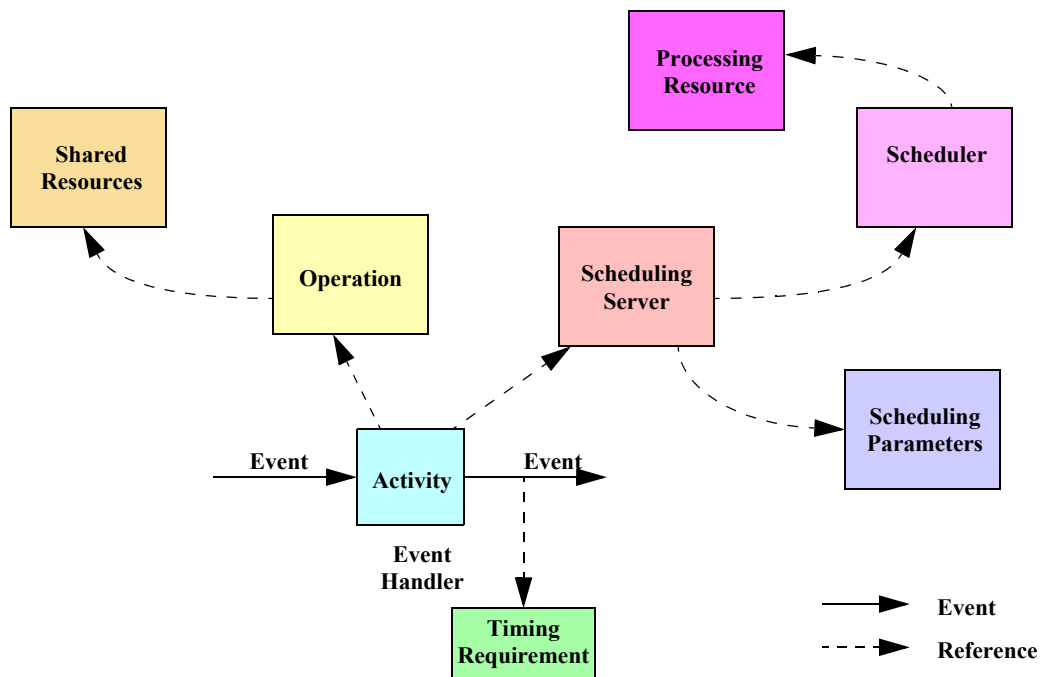 Processing
Resource
Shared
Resources
Scheduler
Operation
Scheduling
Server
Scheduling
Parameters
Event
Event
Activity
Event
Handler
Timing
Requirement
Event
Reference